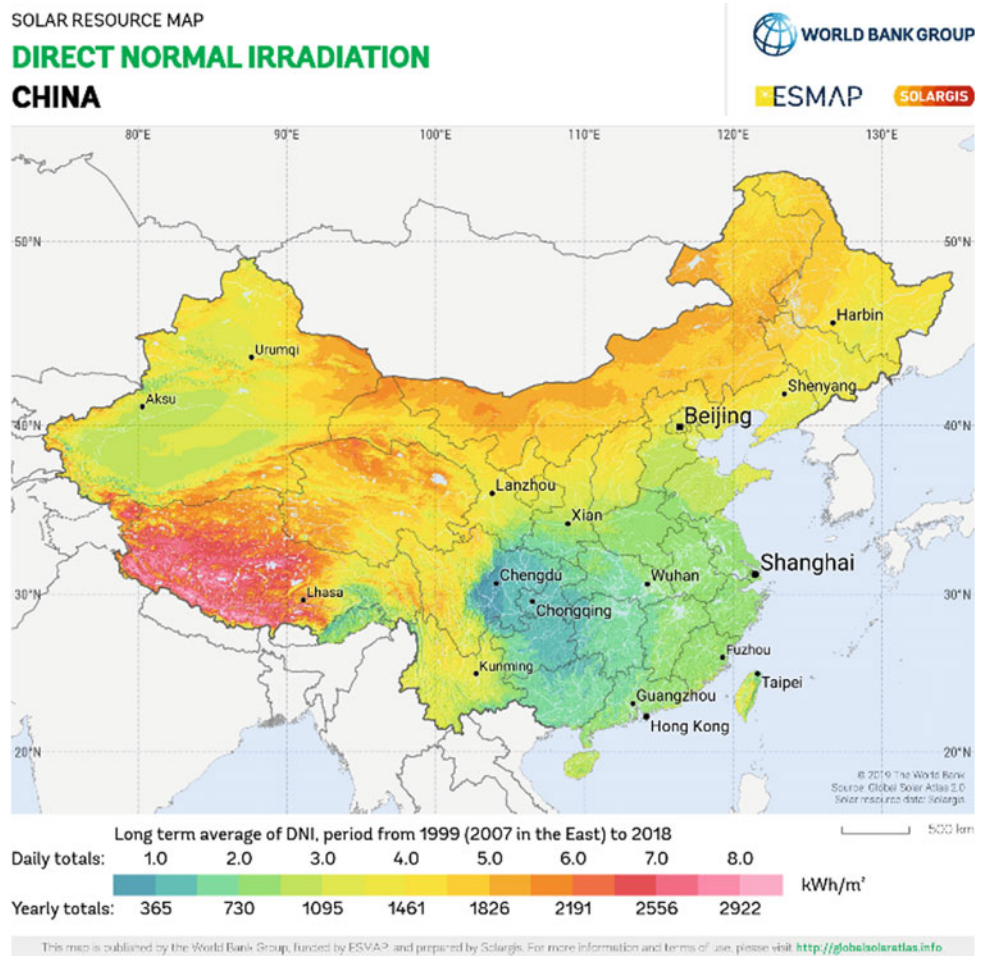 SOLAR RESOURCE MAP
DIRECT NORMAL IRRADIATION
CHINA
WORLD BANK GROUP
ESMAP
SOLARGIS
80°E 90°E 100°E 110°E 120°E 130°E
50°N 50°N
Harbin
Urumqi
Shenyang
Aksu
Beijing
40°N 40°N
Lanzhou
Xian
Shanghai
Chengdu
Wuhan
30°N 30°N
Lhasa
Chongqing
Fuzhou
Kunming
Taipei
Guangzhou
Hong Kong
20°N 20°N
© 2019 The World Bank
Source: Global Solar Atlas 2.0
Solar resource data: Solargis.
Long term average of DNI, period from 1999 (2007 in the East) to 2018
500 km
Daily totals: 1.0 2.0 3.0 4.0 5.0 6.0 7.0 8.0
kWh/m²
Yearly totals: 365 730 1095 1461 1826 2191 2556 2922
This map is published by the World Bank Group, funded by ESMAP, and prepared by Solargis. For more information and terms of use, please visit http://globalsolaratlas.info